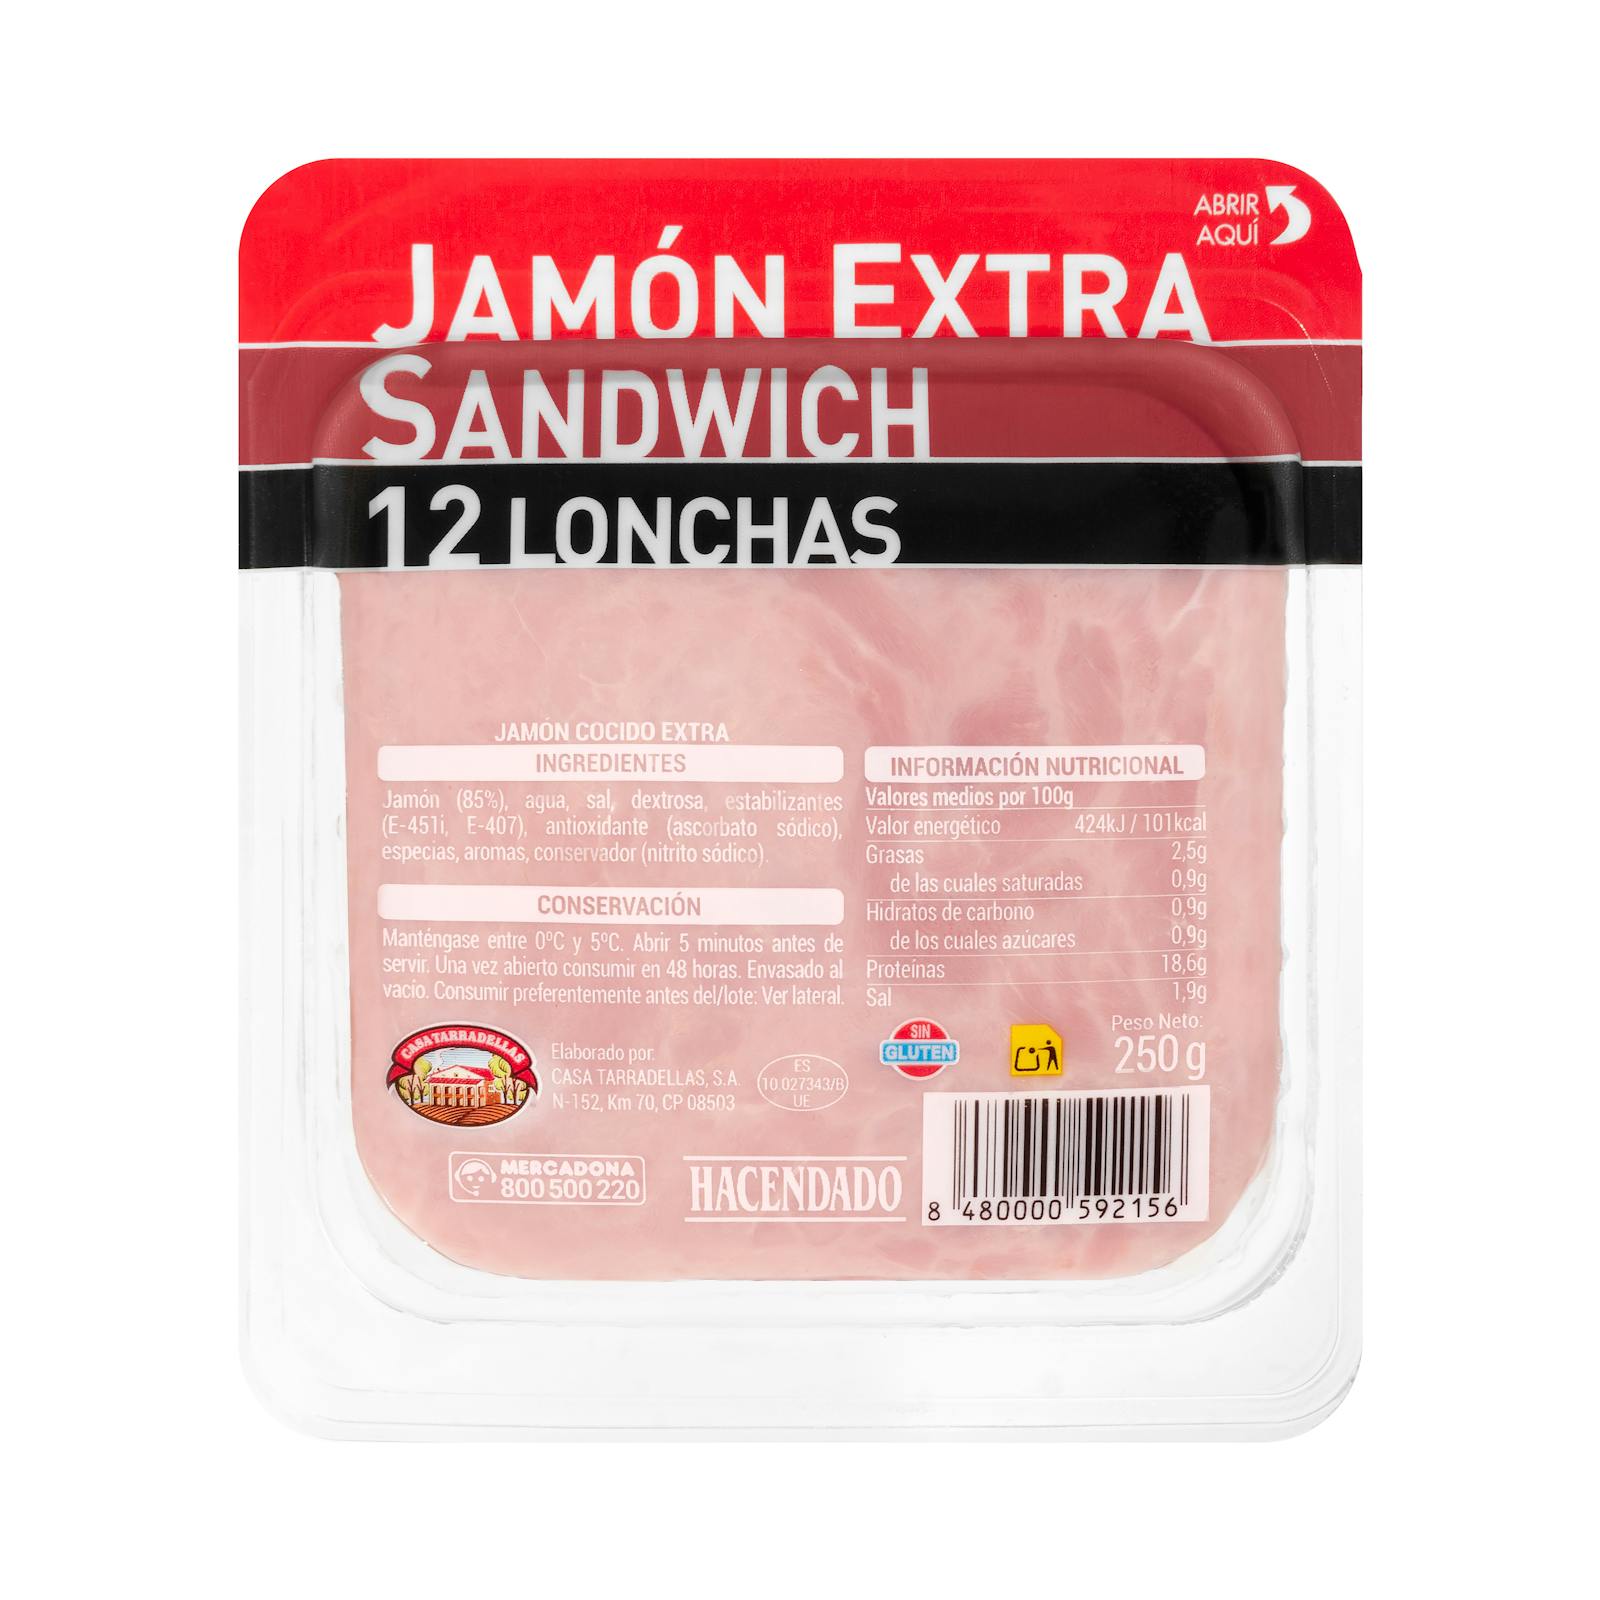 ABRIR
AQUÍ
JAMÓN EXTRA
SANDWICH
12 LONCHAS
JAMÓN COCIDO EXTRA
INGREDIENTES
Jamón (85%), agua, sal, dextrosa, estabilizantes
(E-451i, E-407), antioxidante (ascorbato sódico),
especias, aromas, conservador (nitrito sódico).
CONSERVACIÓN
Manténgase entre 0ºC y 5ºC. Abrir 5 minutos antes de
servir. Una vez abierto consumir en 48 horas. Envasado al
vacío. Consumir preferentemente antes del/lote: Ver lateral.
INFORMACIÓN NUTRICIONAL
Valores medios por 100g
Valor energético 424kJ / 101kcal
Grasas 2,5g
de las cuales saturadas 0,9g
Hidratos de carbono 0,9g
de los cuales azúcares 0,9g
Proteínas 18,6g
Sal 1,9g
CASA TARRADELLAS
Elaborado por:
CASA TARRADELLAS, S.A.
N-152, Km 70, CP 08503
ES
10.027343/B
UE
SIN
GLUTEN
Peso Neto:
250 g
MERCADONA
800 500 220
HACENDADO
8 480000 592156